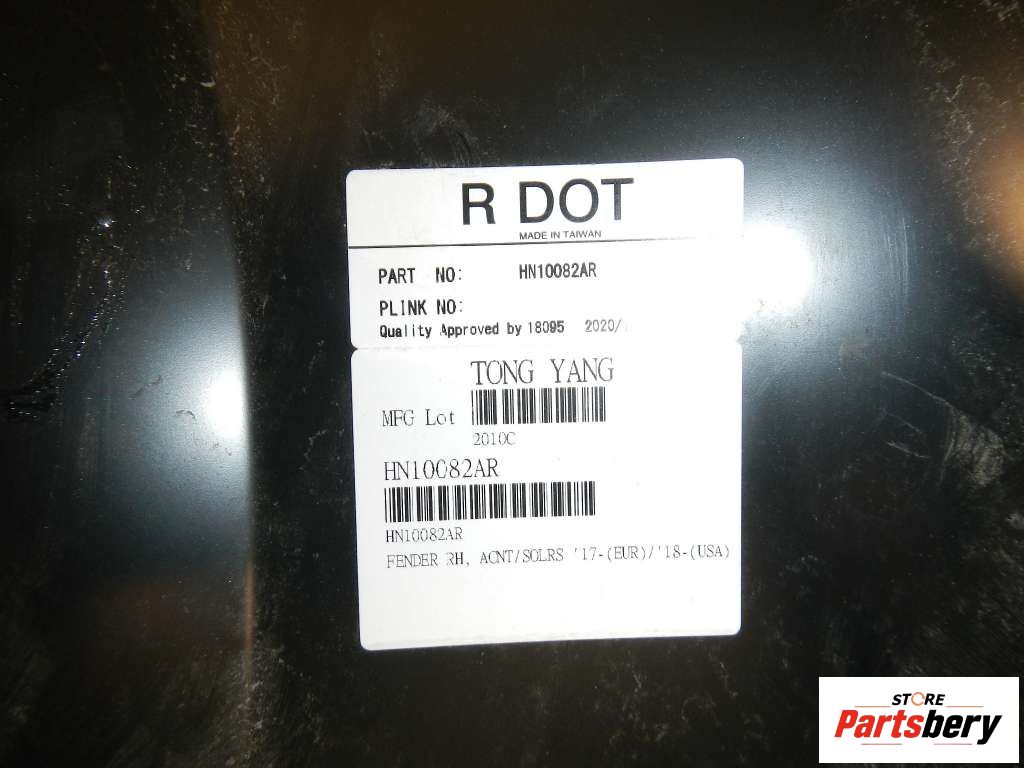 R DOT
MADE IN TAIWAN
PART NO: HN10082AR
PLINK NO:
Quality Approved by 18095 2020/
TONG YANG
MFG Lot
2010C
HN10082AR
HN10082AR
FENDER RH, ACNT/SOLRS '17-(EUR)/'18-(USA)
STORE
Partsbery